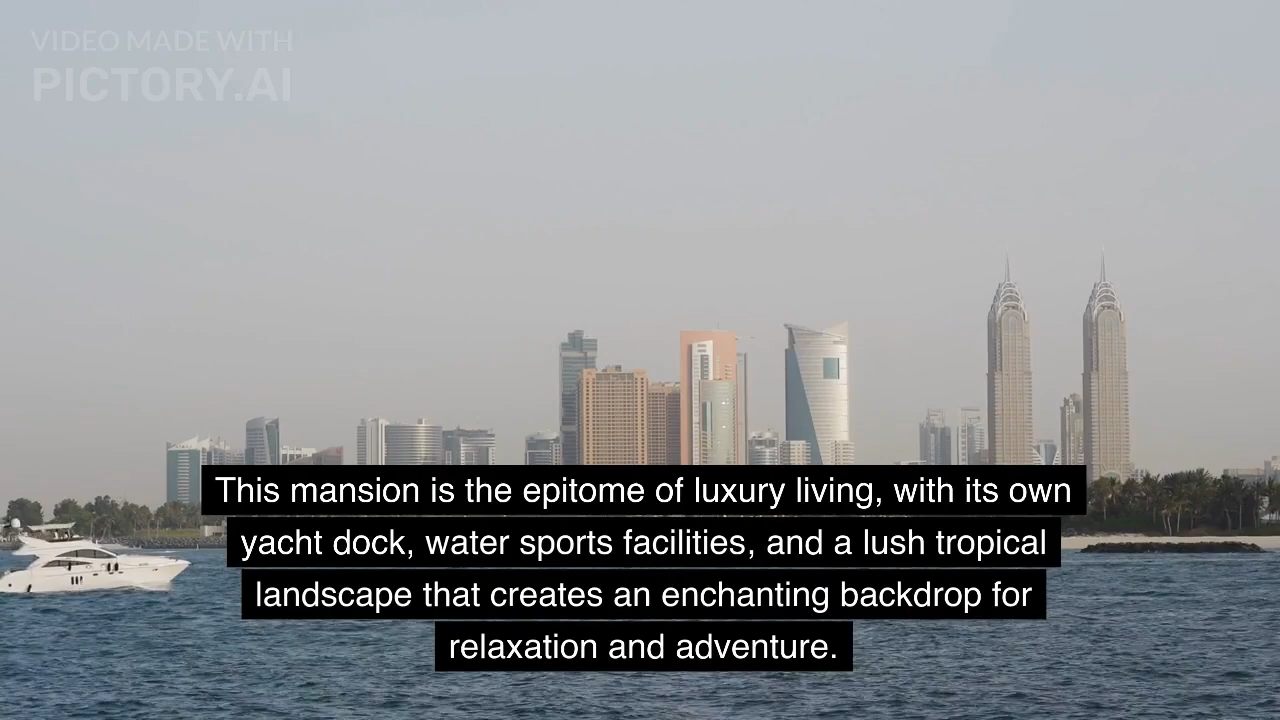 VIDEO MADE WITH
PICTORY.AI
This mansion is the epitome of luxury living, with its own
yacht dock, water sports facilities, and a lush tropical
landscape that creates an enchanting backdrop for
relaxation and adventure.